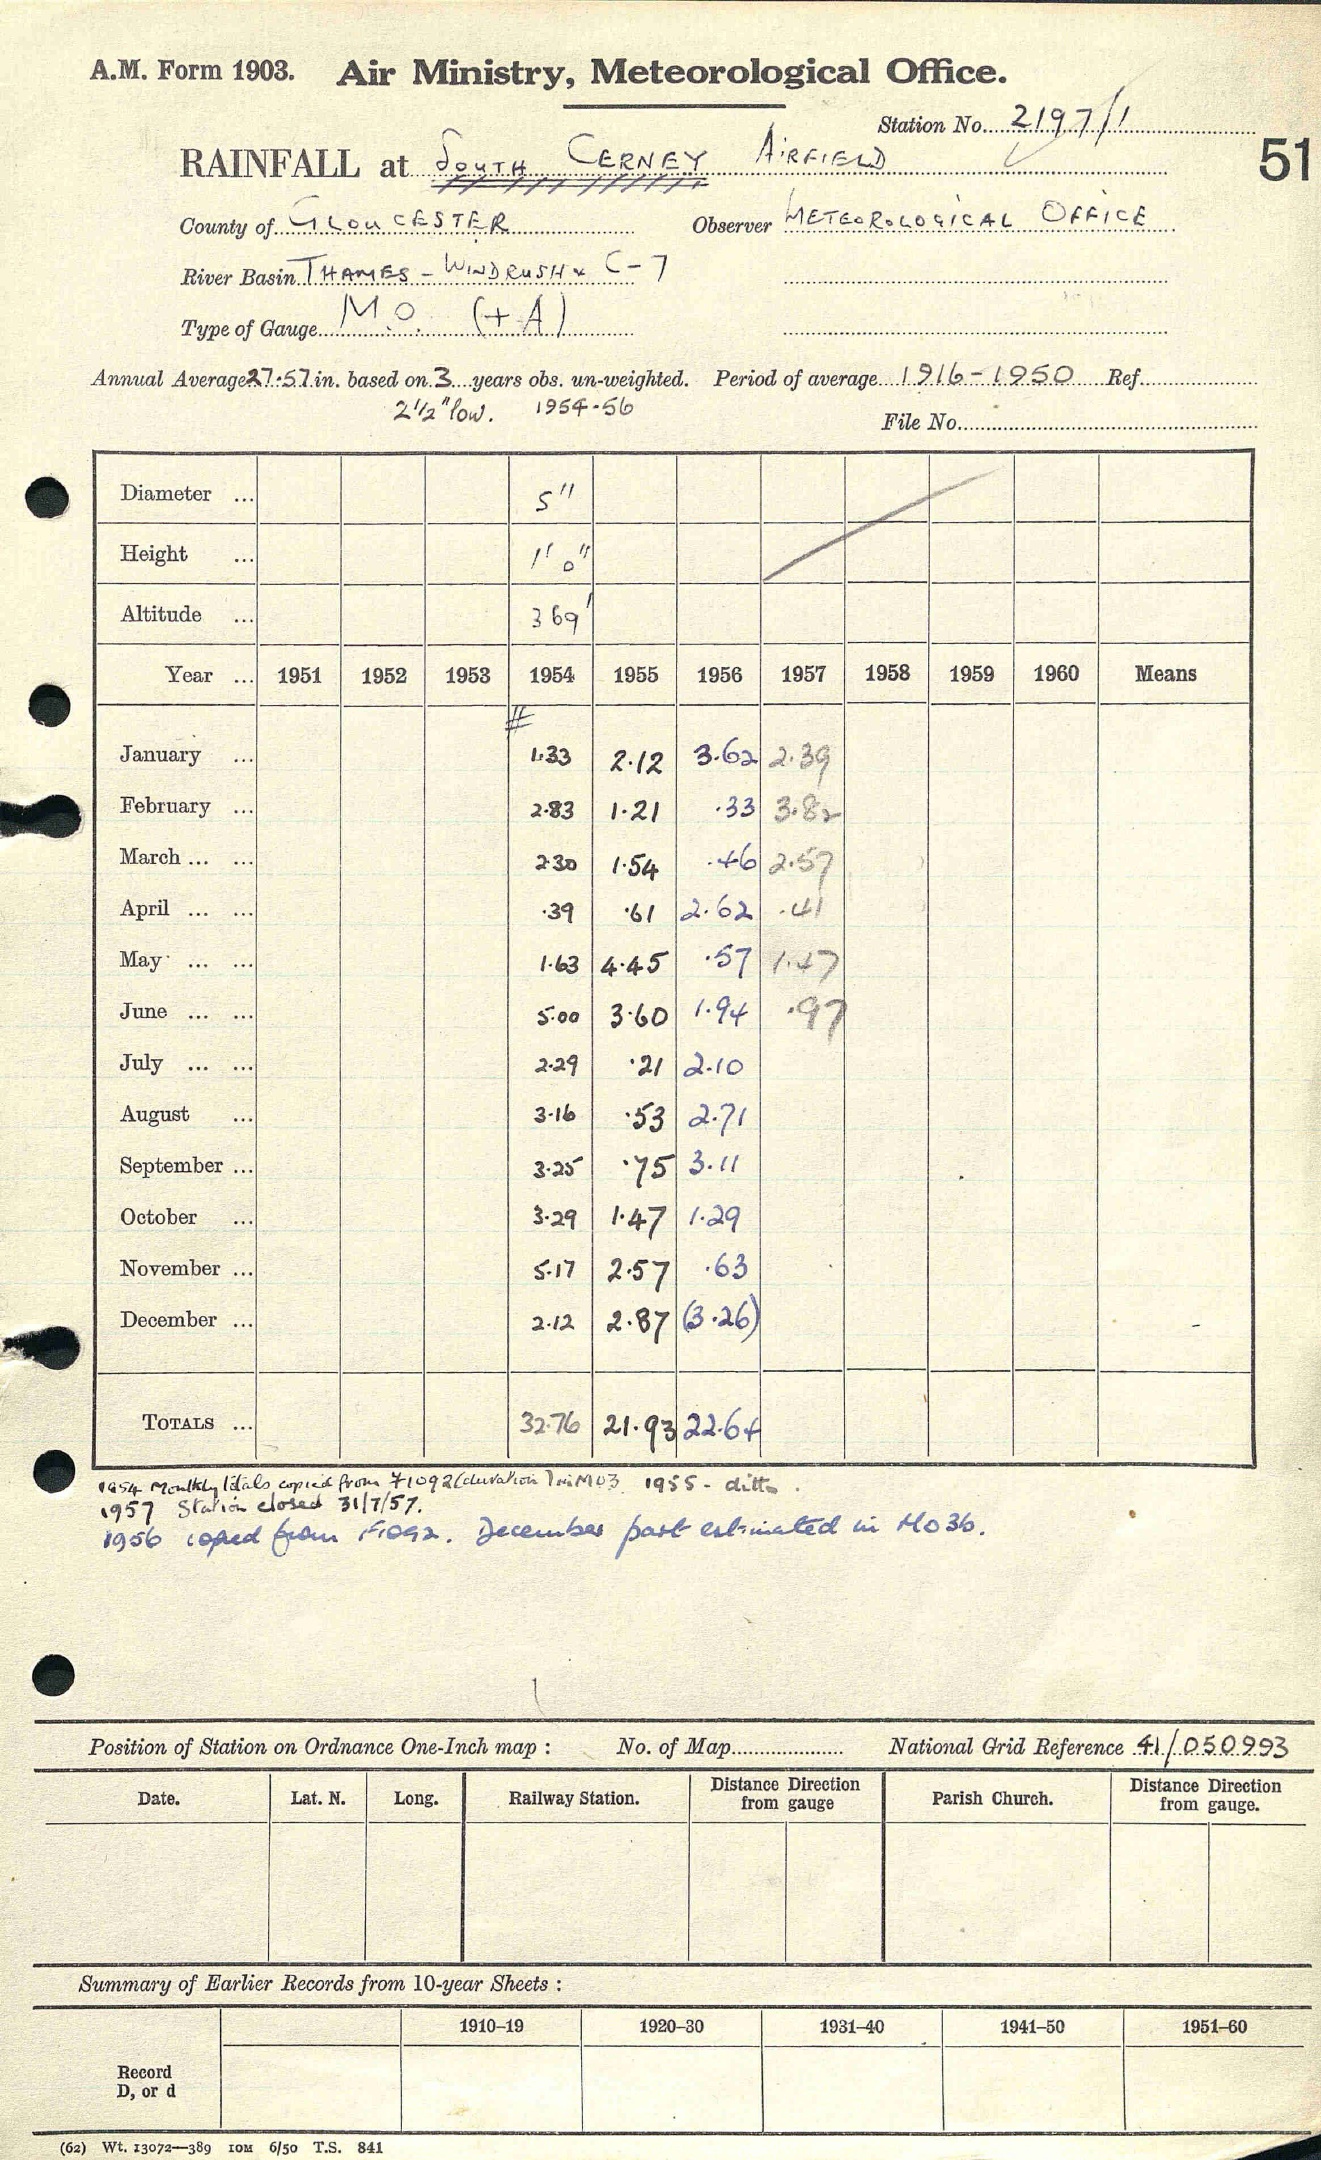 A.M. Form 1903. Air Ministry, Meteorological Office.
Station No. 2197/1
RAINFALL at SOUTH CERNEY AIRFIELD
51
County of GLOUCESTER Observer METEOROLOGICAL OFFICE
River Basin THAMES - WINDRUSH & C-7
Type of Gauge M.O. (+A)
Annual Average 27.57 in. based on 3 years obs. un-weighted. Period of average 1916-1950 Ref.
2½" low. 1954-56
File No.
Diameter ... 5"
Height ... 1' 0"
Altitude ... 369'
Year ... 1951 1952 1953 1954 1955 1956 1957 1958 1959 1960 Means
#
January ... 1.33 2.12 3.62 2.39
February ... 2.83 1.21 .33 3.82
March ... ... 2.30 1.54 .46 2.57
April ... ... .39 .61 2.62 .41
May ... ... 1.63 4.45 .57 1.47
June ... ... 5.00 3.60 1.94 .97
July ... ... 2.29 .21 2.10
August ... 3.16 .53 2.71
September ... 3.25 .75 3.11
October ... 3.29 1.47 1.29
November ... 5.17 2.57 .63
December ... 2.12 2.87 (3.26)
TOTALS ... 32.76 21.93 22.64
1954 Monthly totals copied from F1092 (duration) in MO3 1955 - ditto.
1957 Station closed 31/7/57.
1956 copied from F1092. December part estimated in MO3b.
Position of Station on Ordnance One-Inch map : No. of Map National Grid Reference 41/050993
Date. Lat. N. Long. Railway Station. Distance Direction from gauge Parish Church. Distance Direction from gauge.
Summary of Earlier Records from 10-year Sheets :
1910–19 1920–30 1931–40 1941–50 1951–60
Record
D, or d
(62) Wt. 13072—389 10M 6/50 T.S. 841